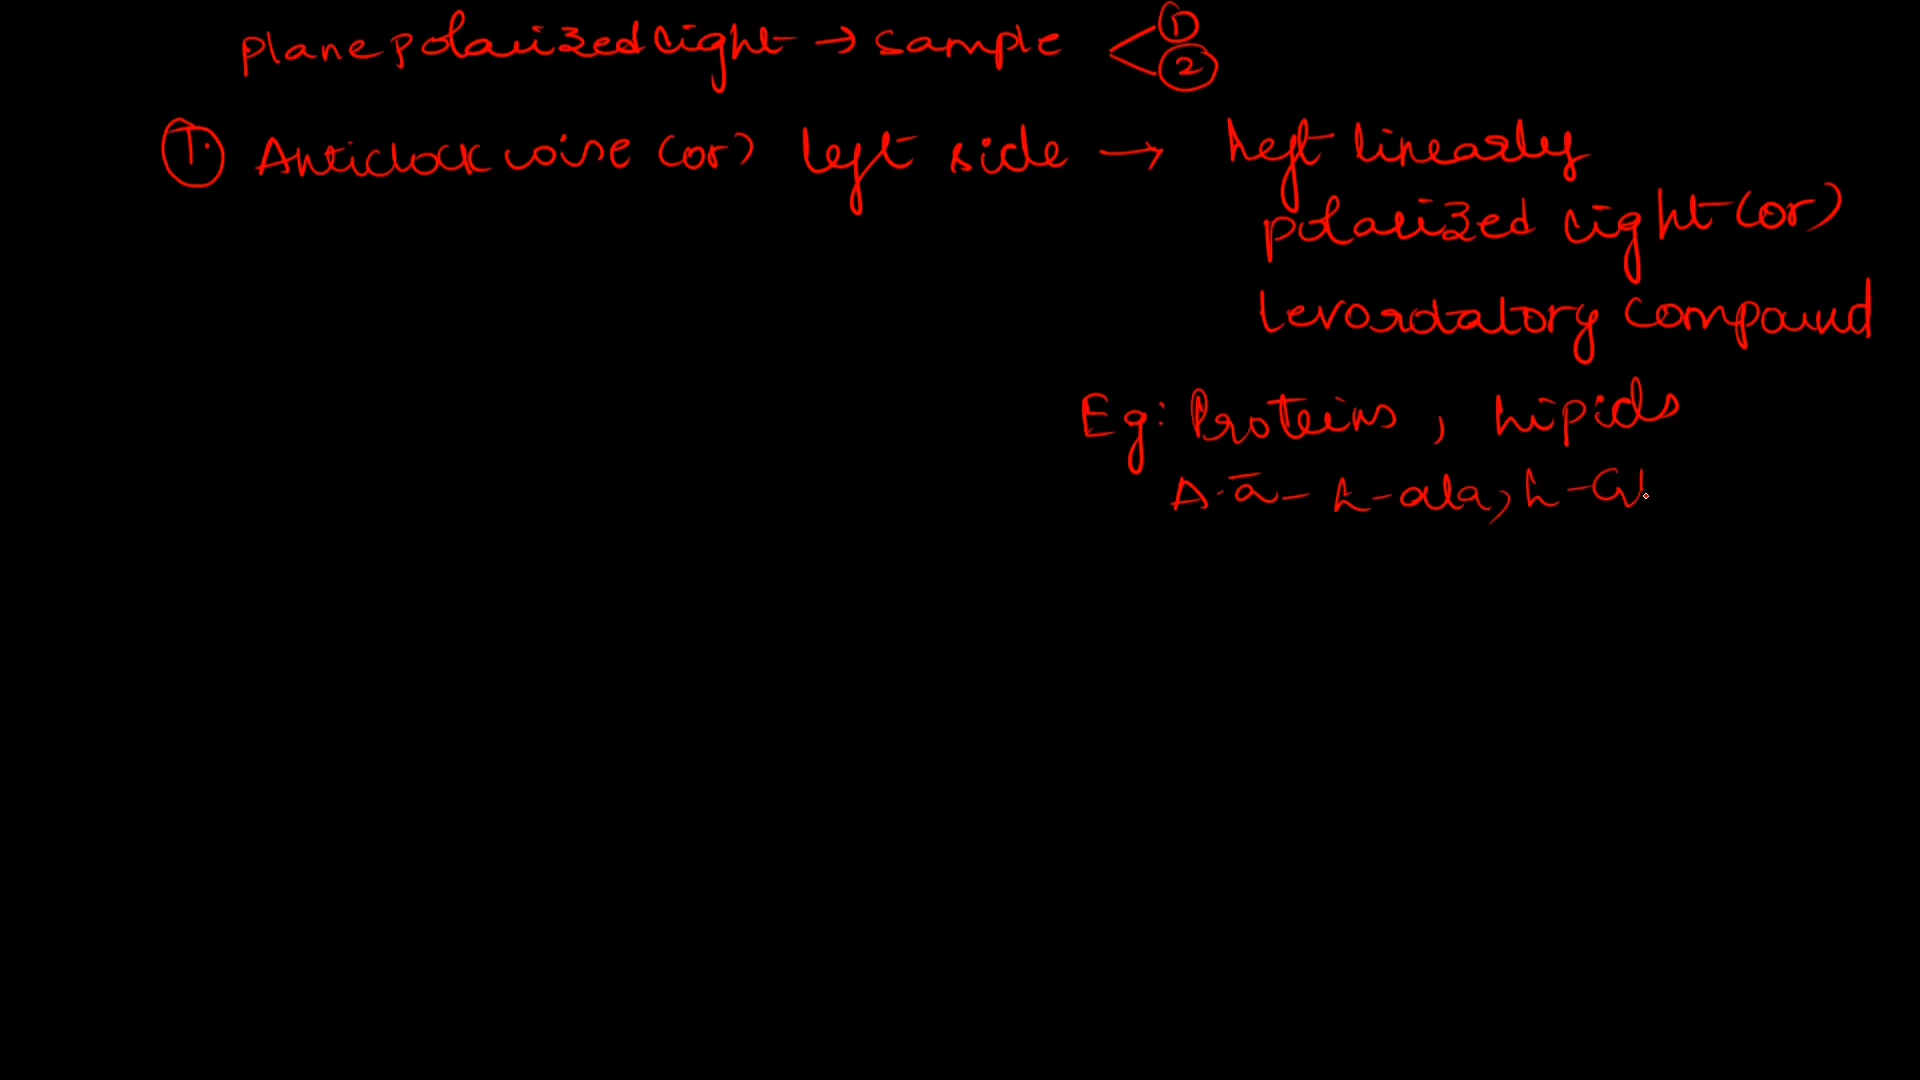 plane polarized light → sample < ① ②
① Anticlockwise (or) left side → Left linearly
polarized light (or)
levorotatory compound
Eg: Proteins, Lipids
A.a - L-ala, L-Gl